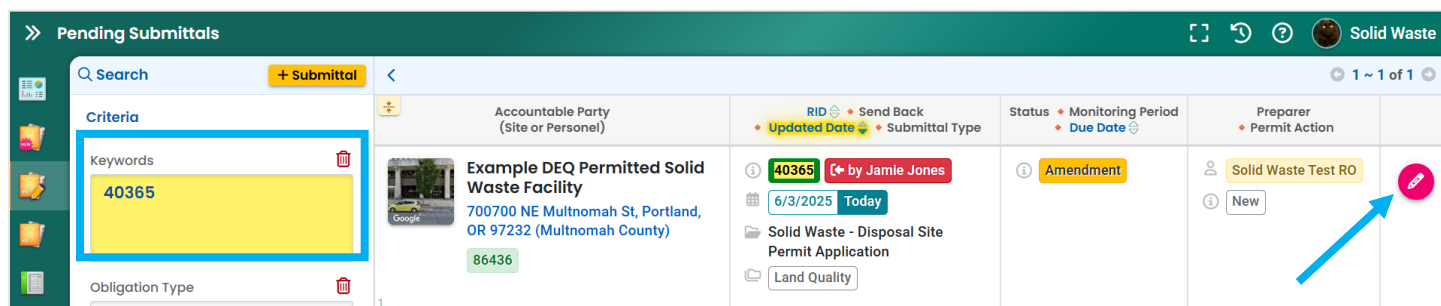 Pending Submittals
Solid Waste
Search
+ Submittal
1 ~ 1 of 1
Criteria
Keywords
40365
Obligation Type
Accountable Party
(Site or Personel)
RID ◆ Send Back
◆ Updated Date ◆ Submittal Type
Status ◆ Monitoring Period
◆ Due Date
Preparer
◆ Permit Action
Google
Example DEQ Permitted Solid
Waste Facility
700700 NE Multnomah St, Portland,
OR 97232 (Multnomah County)
86436
40365 by Jamie Jones
6/3/2025 Today
Solid Waste - Disposal Site
Permit Application
Land Quality
Amendment
Solid Waste Test RO
New
1